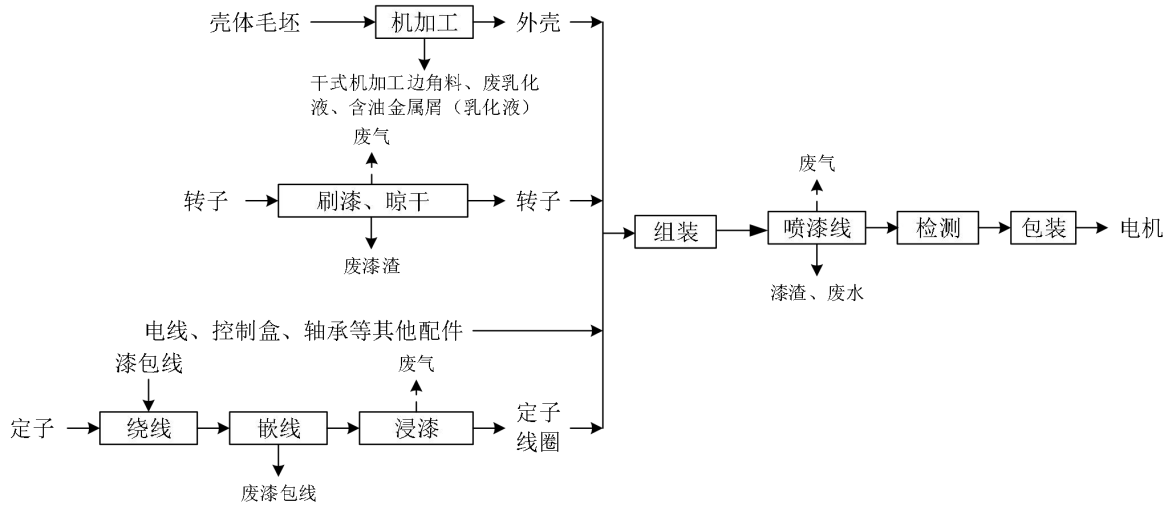 壳体毛坯
机加工
外壳
干式机加工边角料、废乳化
液、含油金属屑（乳化液）
废气
转子
刷漆、晾干
转子
废漆渣
组装
废气
喷漆线
检测
包装
电机
漆渣、废水
电线、控制盒、轴承等其他配件
漆包线
废气
定子
绕线
嵌线
浸漆
定子
线圈
废漆包线